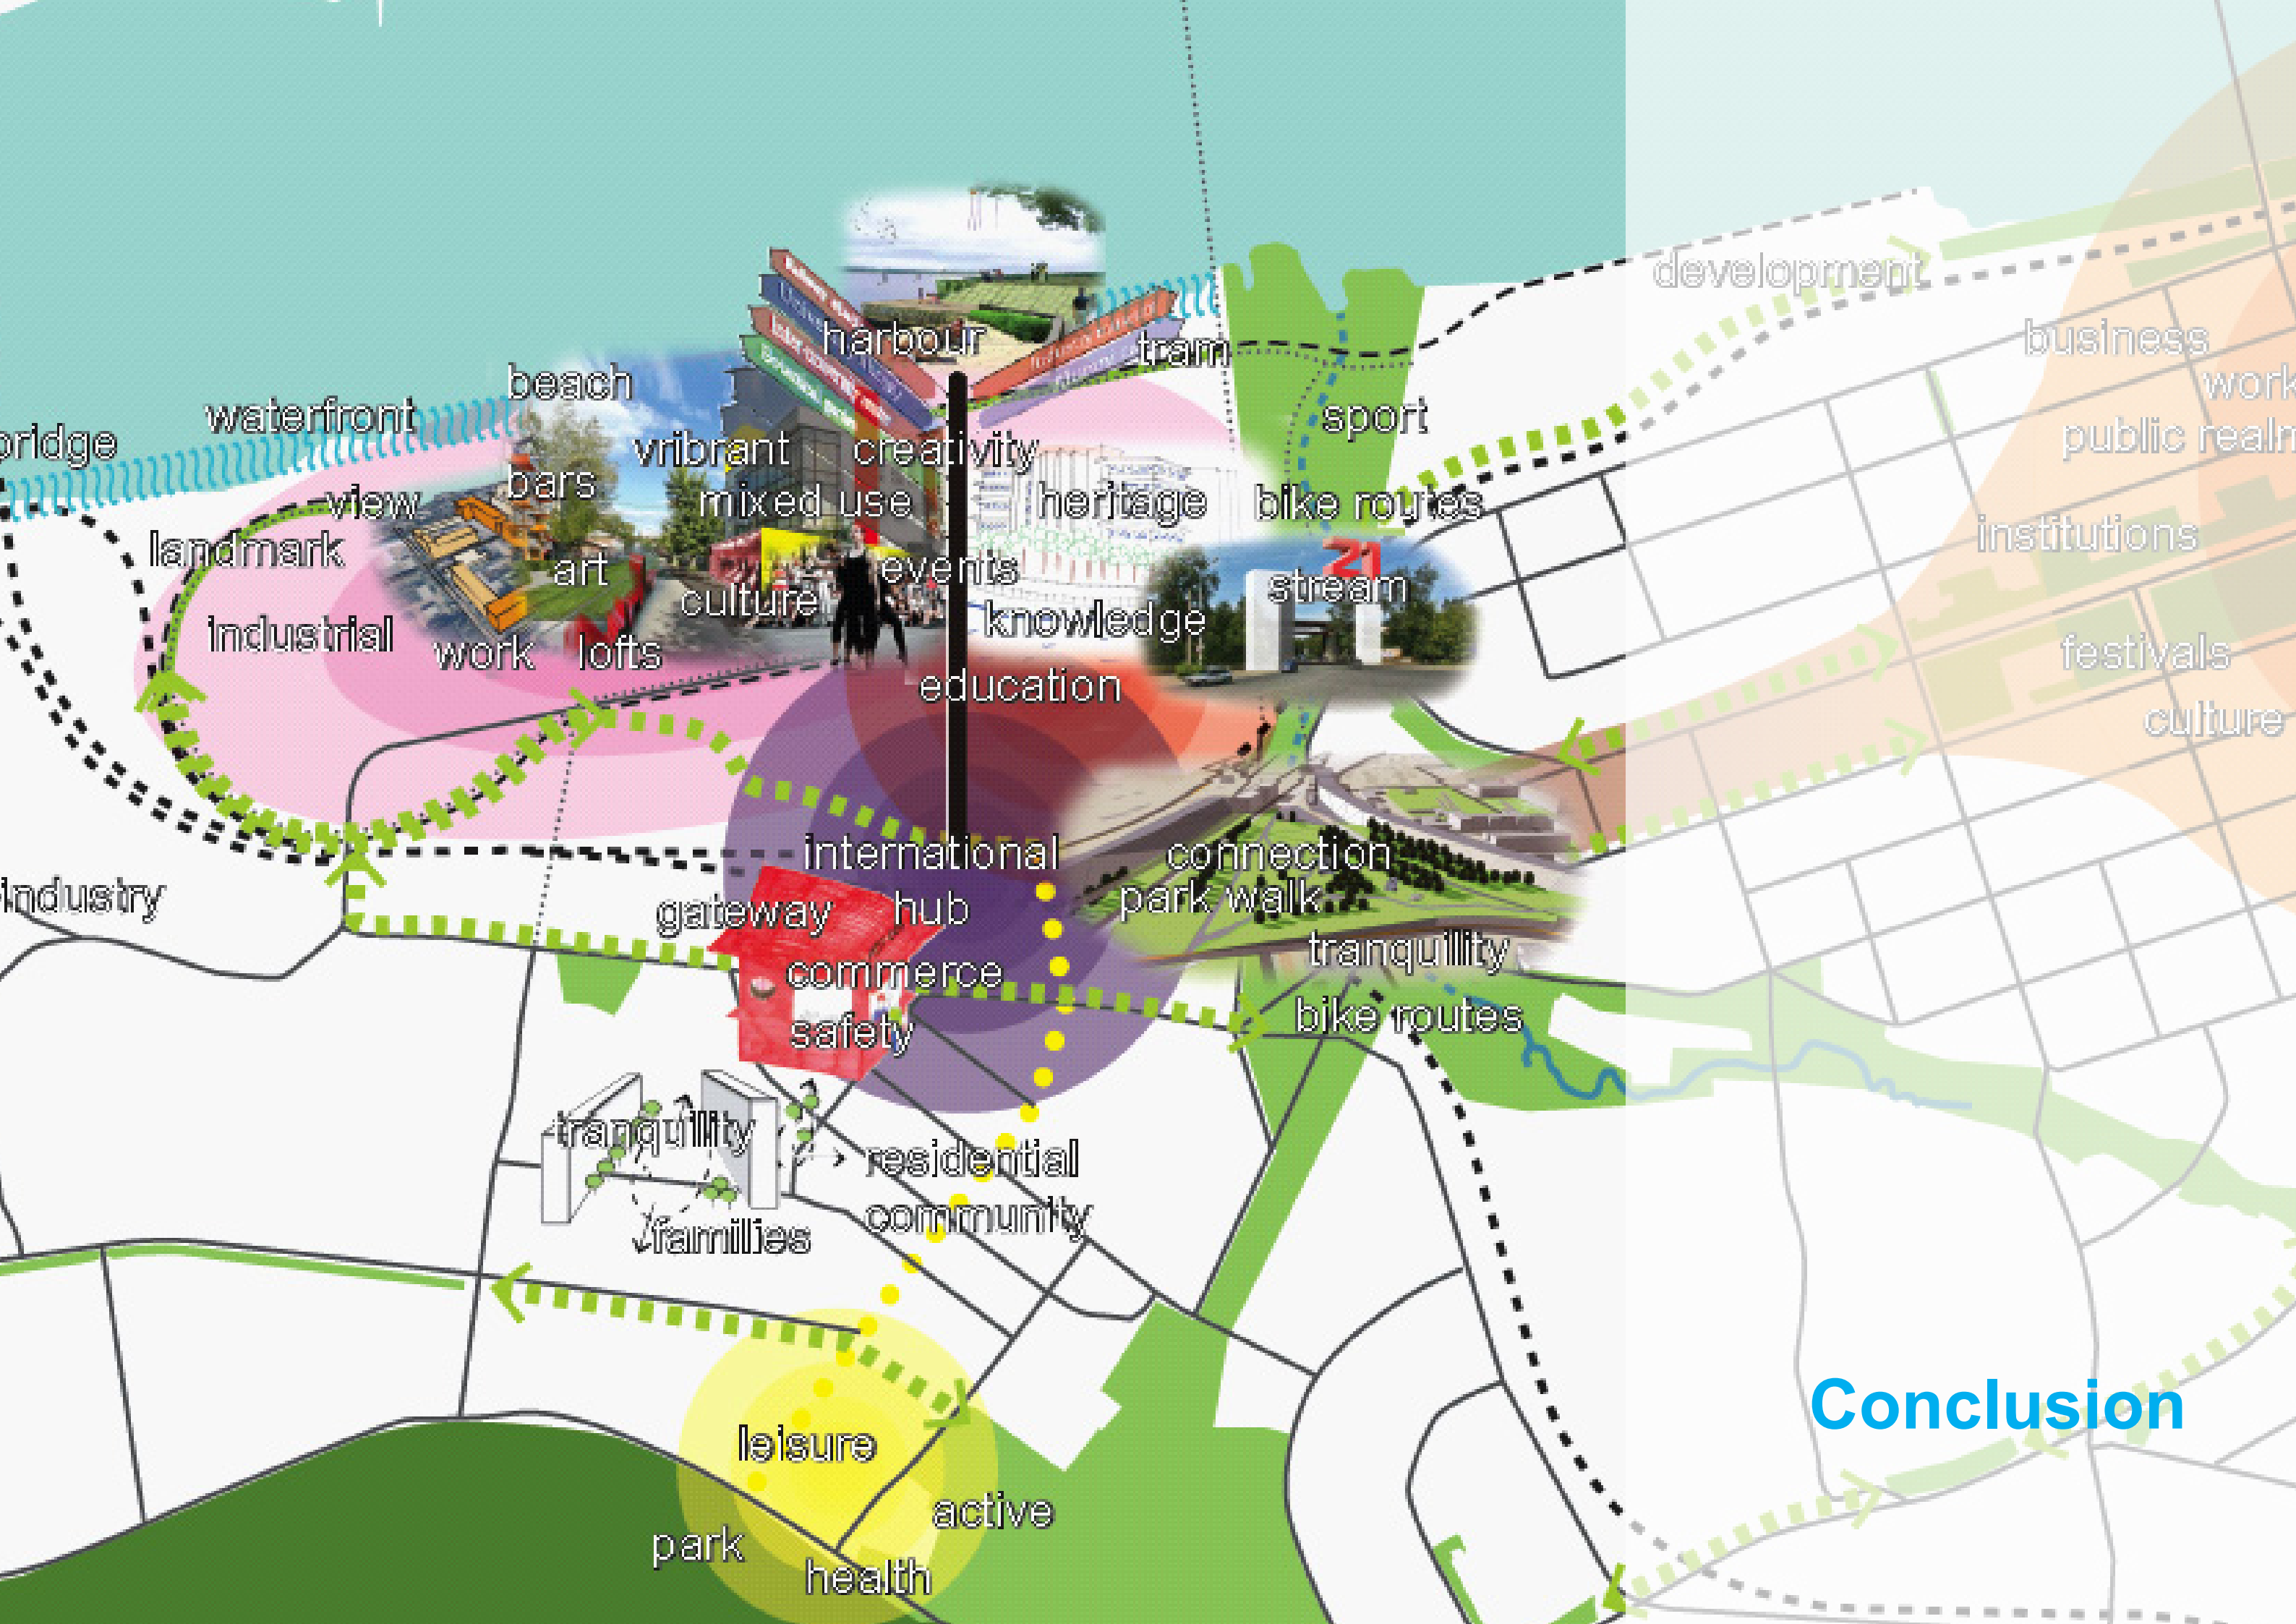 harbour
tram
development
business
work
public realm
beach
waterfront
bridge
sport
vribrant
creativity
bars
view
mixed use
heritage
bike routes
landmark
institutions
21
art
events
stream
culture
knowledge
industrial
work
lofts
festivals
education
culture
international
connection
industry
gateway
hub
park walk
tranquillity
commerce
safety
bike routes
tranquillity
residential
community
families
Conclusion
leisure
active
park
health